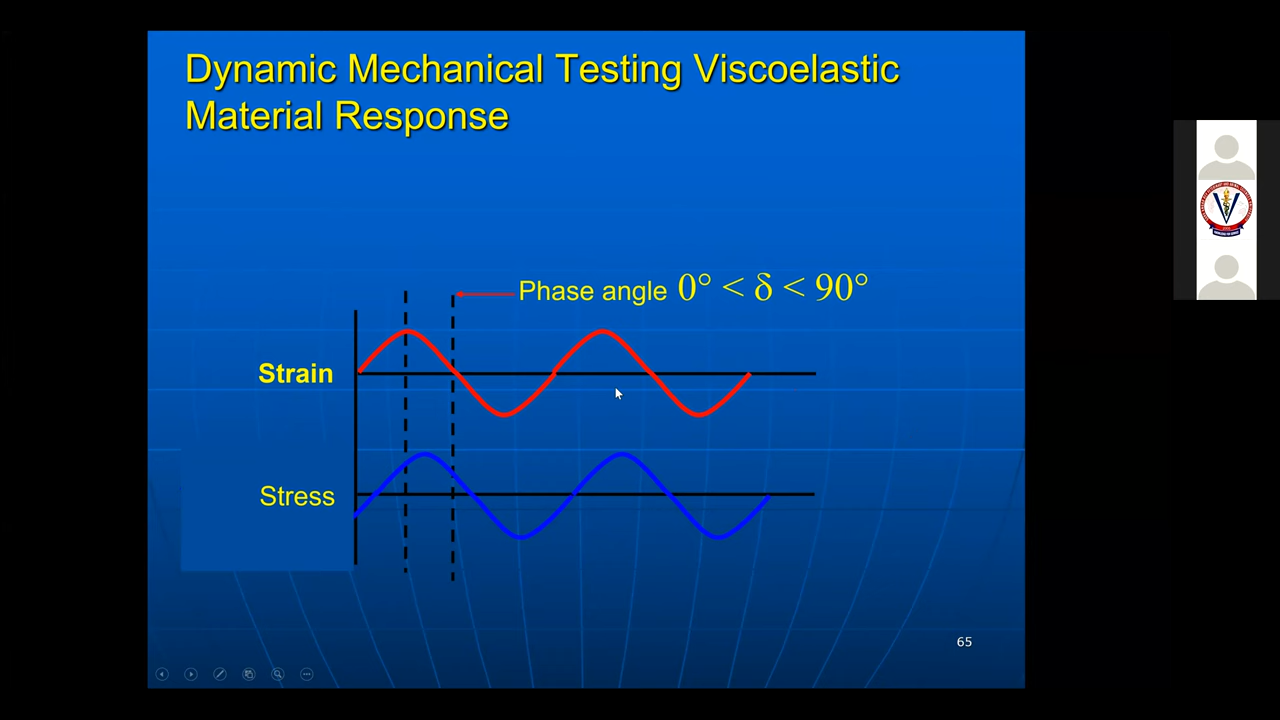 Dynamic Mechanical Testing Viscoelastic
Material Response
Phase angle 0° < δ < 90°
Strain
Stress
65
V